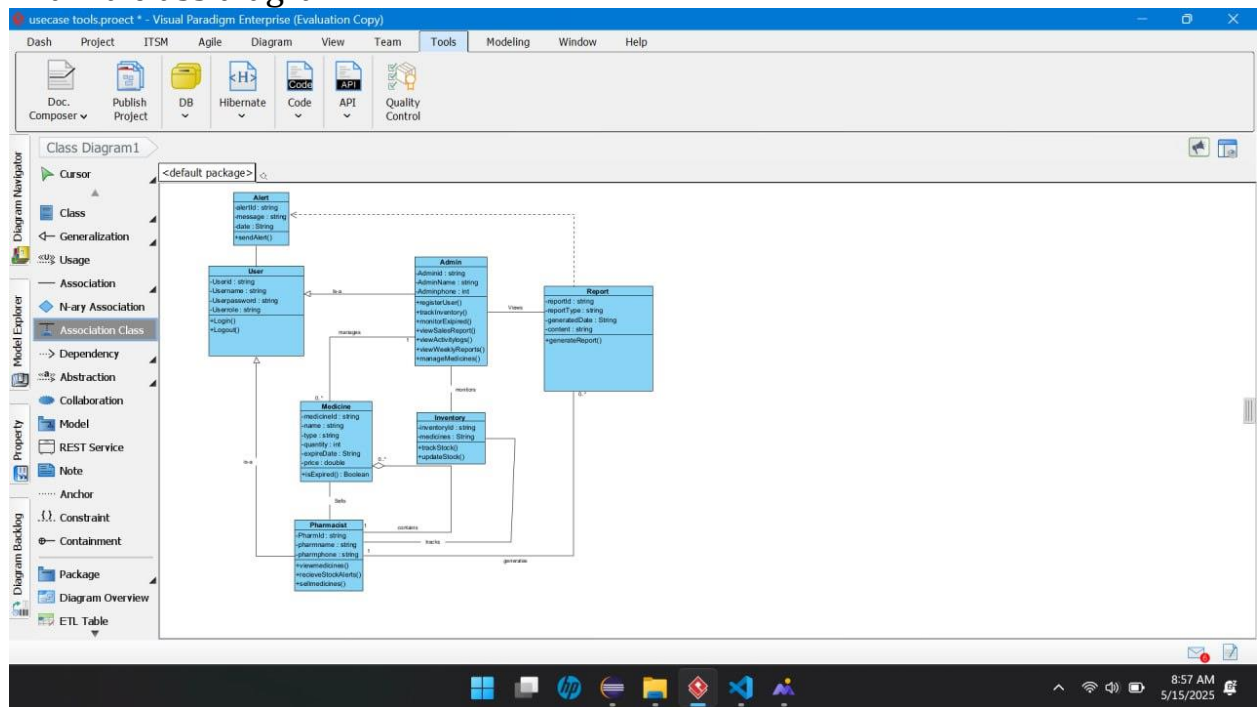 usecase tools.proect * - Visual Paradigm Enterprise (Evaluation Copy)
Dash Project ITSM Agile Diagram View Team Tools Modeling Window Help
Doc. Composer
Publish Project
DB
Hibernate
Code
API
Quality Control
Class Diagram1
<default package>
Diagram Navigator
Model Explorer
Property
Diagram Backlog
Cursor
Class
Generalization
Usage
Association
N-ary Association
Association Class
Dependency
Abstraction
Collaboration
Model
REST Service
Note
Anchor
Constraint
Containment
Package
Diagram Overview
ETL Table
Alert
-alertId : string
-message : string
-date : String
+sendAlert()
User
-Userid : string
-Username : string
-Userpassword : string
-Userrole : string
+Login()
+Logout()
is-a
Admin
-Adminid : string
-AdminName : string
-Adminphone : int
+registerUser()
+trackInventory()
+monitorExpired()
+viewSalesReport()
+viewActivitylogs()
+viewWeeklyReports()
+manageMedicines()
Views
Report
-reportId : string
-reportType : string
-generatedDate : String
-content : string
+generateReport()
0..*
manages
1
monitors
0..*
Medicine
-medicineId : string
-name : string
-type : string
-quantity : int
-expireDate : String
-price : double
+isExpired() : Boolean
0..*
Inventory
-inventoryId : string
-medicines : String
+trackStock()
+updateStock()
is-a
Sells
Pharmacist
-PharmId : string
-pharmname : string
-pharmphone : string
+viewmedicines()
+recieveStockAlerts()
+sellmedicines()
1
contains
tracks
1
generates
8:57 AM
5/15/2025